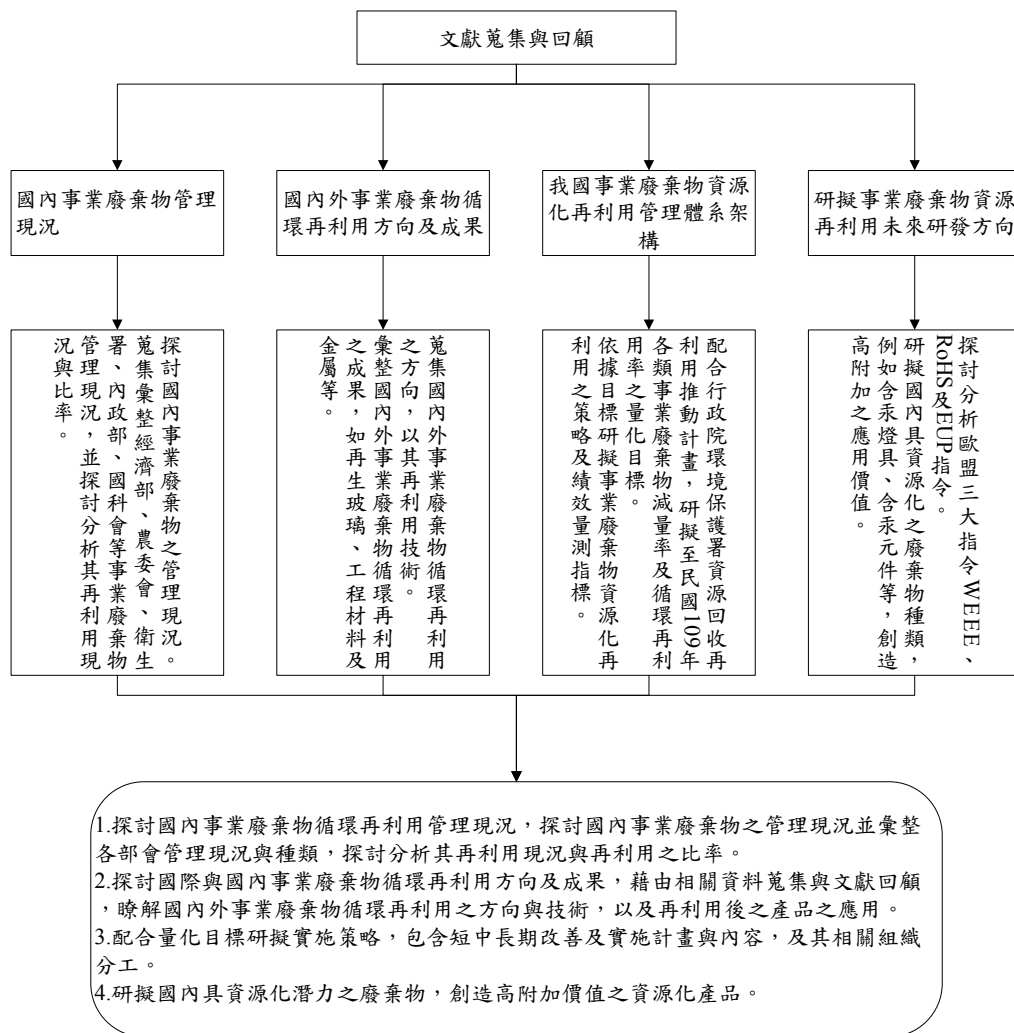 文獻蒐集與回顧
國內事業廢棄物管理
現況
國內外事業廢棄物循
環再利用方向及成果
我國事業廢棄物資源
化再利用管理體系架
構
研擬事業廢棄物資源
再利用未來研發方向
探討國內事業廢棄物之管理現況。
蒐集彙整經濟部、農委會、衛生
署、內政部、國科會等事業廢棄物
管理現況，並探討分析其再利用現
況與比率。
蒐集國內外事業廢棄物循環再利用
之方向，以其再利用技術。
彙整國內外事業廢棄物循環再利用
之成果，如再生玻璃、工程材料及
金屬等。
配合行政院環境保護署資源回收再
利用推動計畫，研擬至民國109年
各類事業廢棄物減量率及循環再利
用率之量化目標。
依據目標研擬事業廢棄物資源化再
利用之策略及績效量測指標。
探討分析歐盟三大指令WEEE、
RoHS及EUP指令。
研擬國內具資源化之廢棄物種類，
例如含汞燈具、含汞元件等，創造
高附加之應用價值。
1.探討國內事業廢棄物循環再利用管理現況，探討國內事業廢棄物之管理現況並彙整
各部會管理現況與種類，探討分析其再利用現況與再利用之比率。
2.探討國際與國內事業廢棄物循環再利用方向及成果，藉由相關資料蒐集與文獻回顧
，瞭解國內外事業廢棄物循環再利用之方向與技術，以及再利用後之產品之應用。
3.配合量化目標研擬實施策略，包含短中長期改善及實施計畫與內容，及其相關組織
分工。
4.研擬國內具資源化潛力之廢棄物，創造高附加價值之資源化產品。